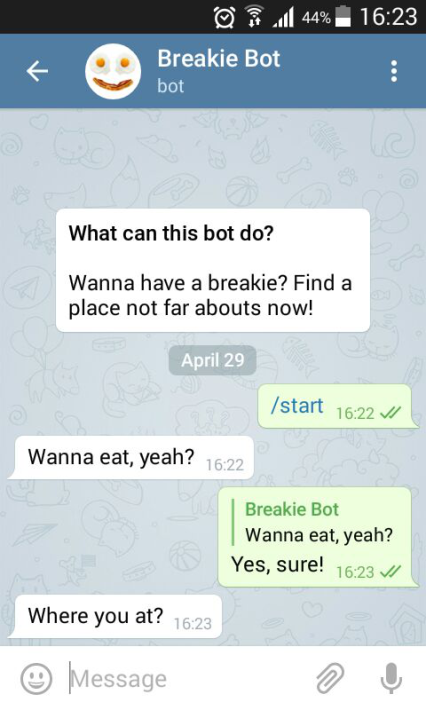 44% 16:23
Breakie Bot
bot
What can this bot do?
Wanna have a breakie? Find a
place not far abouts now!
April 29
/start 16:22
Wanna eat, yeah? 16:22
Breakie Bot
Wanna eat, yeah?
Yes, sure! 16:23
Where you at? 16:23
Message